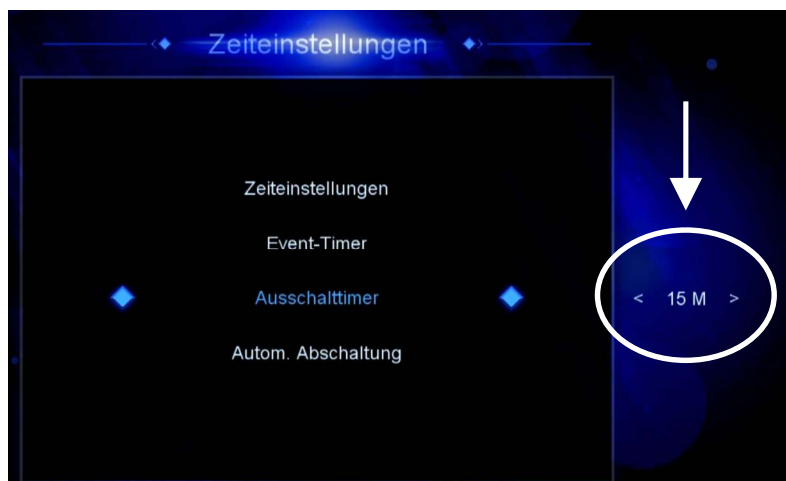 Zeiteinstellungen
Zeiteinstellungen
Event-Timer
Ausschalttimer
< 15 M >
Autom. Abschaltung